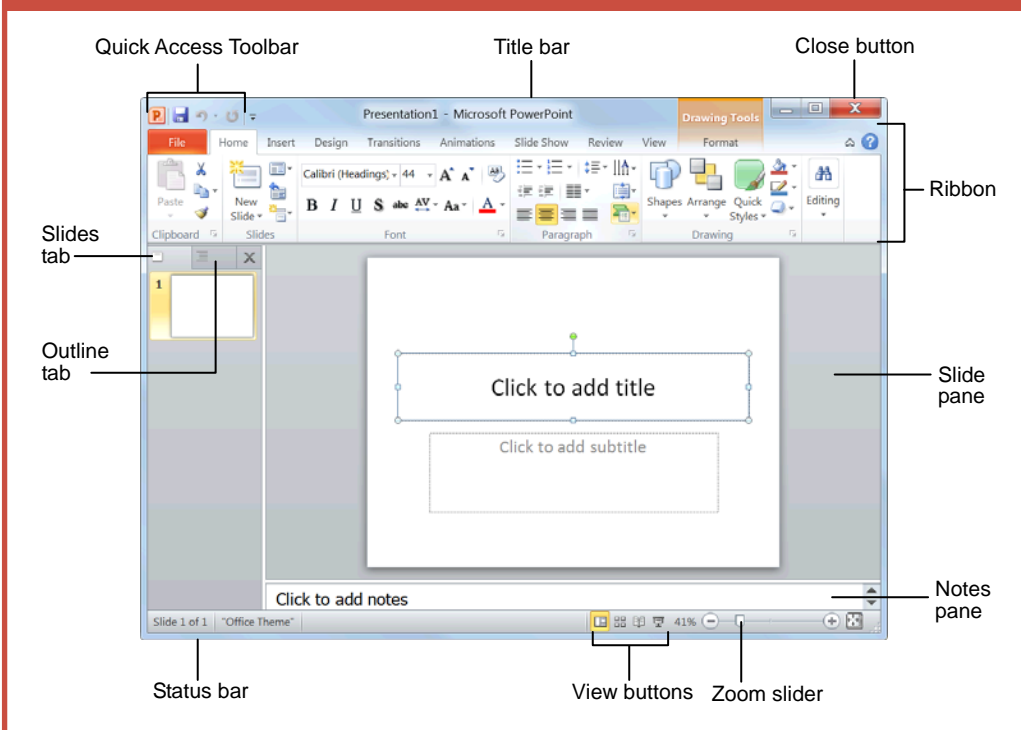 Quick Access Toolbar
Title bar
Close button
Presentation1 - Microsoft PowerPoint
Drawing Tools
File Home Insert Design Transitions Animations Slide Show Review View Format
Ribbon
Calibri (Headings) 44 A A Aa
Paste
New
Slide
B I U S abc AV Aa A
Shapes Arrange Quick
Styles
Editing
Clipboard Slides Font Paragraph Drawing
Slides
tab
1
Outline
tab
Click to add title
Slide
pane
Click to add subtitle
Click to add notes
Notes
pane
Slide 1 of 1 "Office Theme" 41%
Status bar
View buttons
Zoom slider